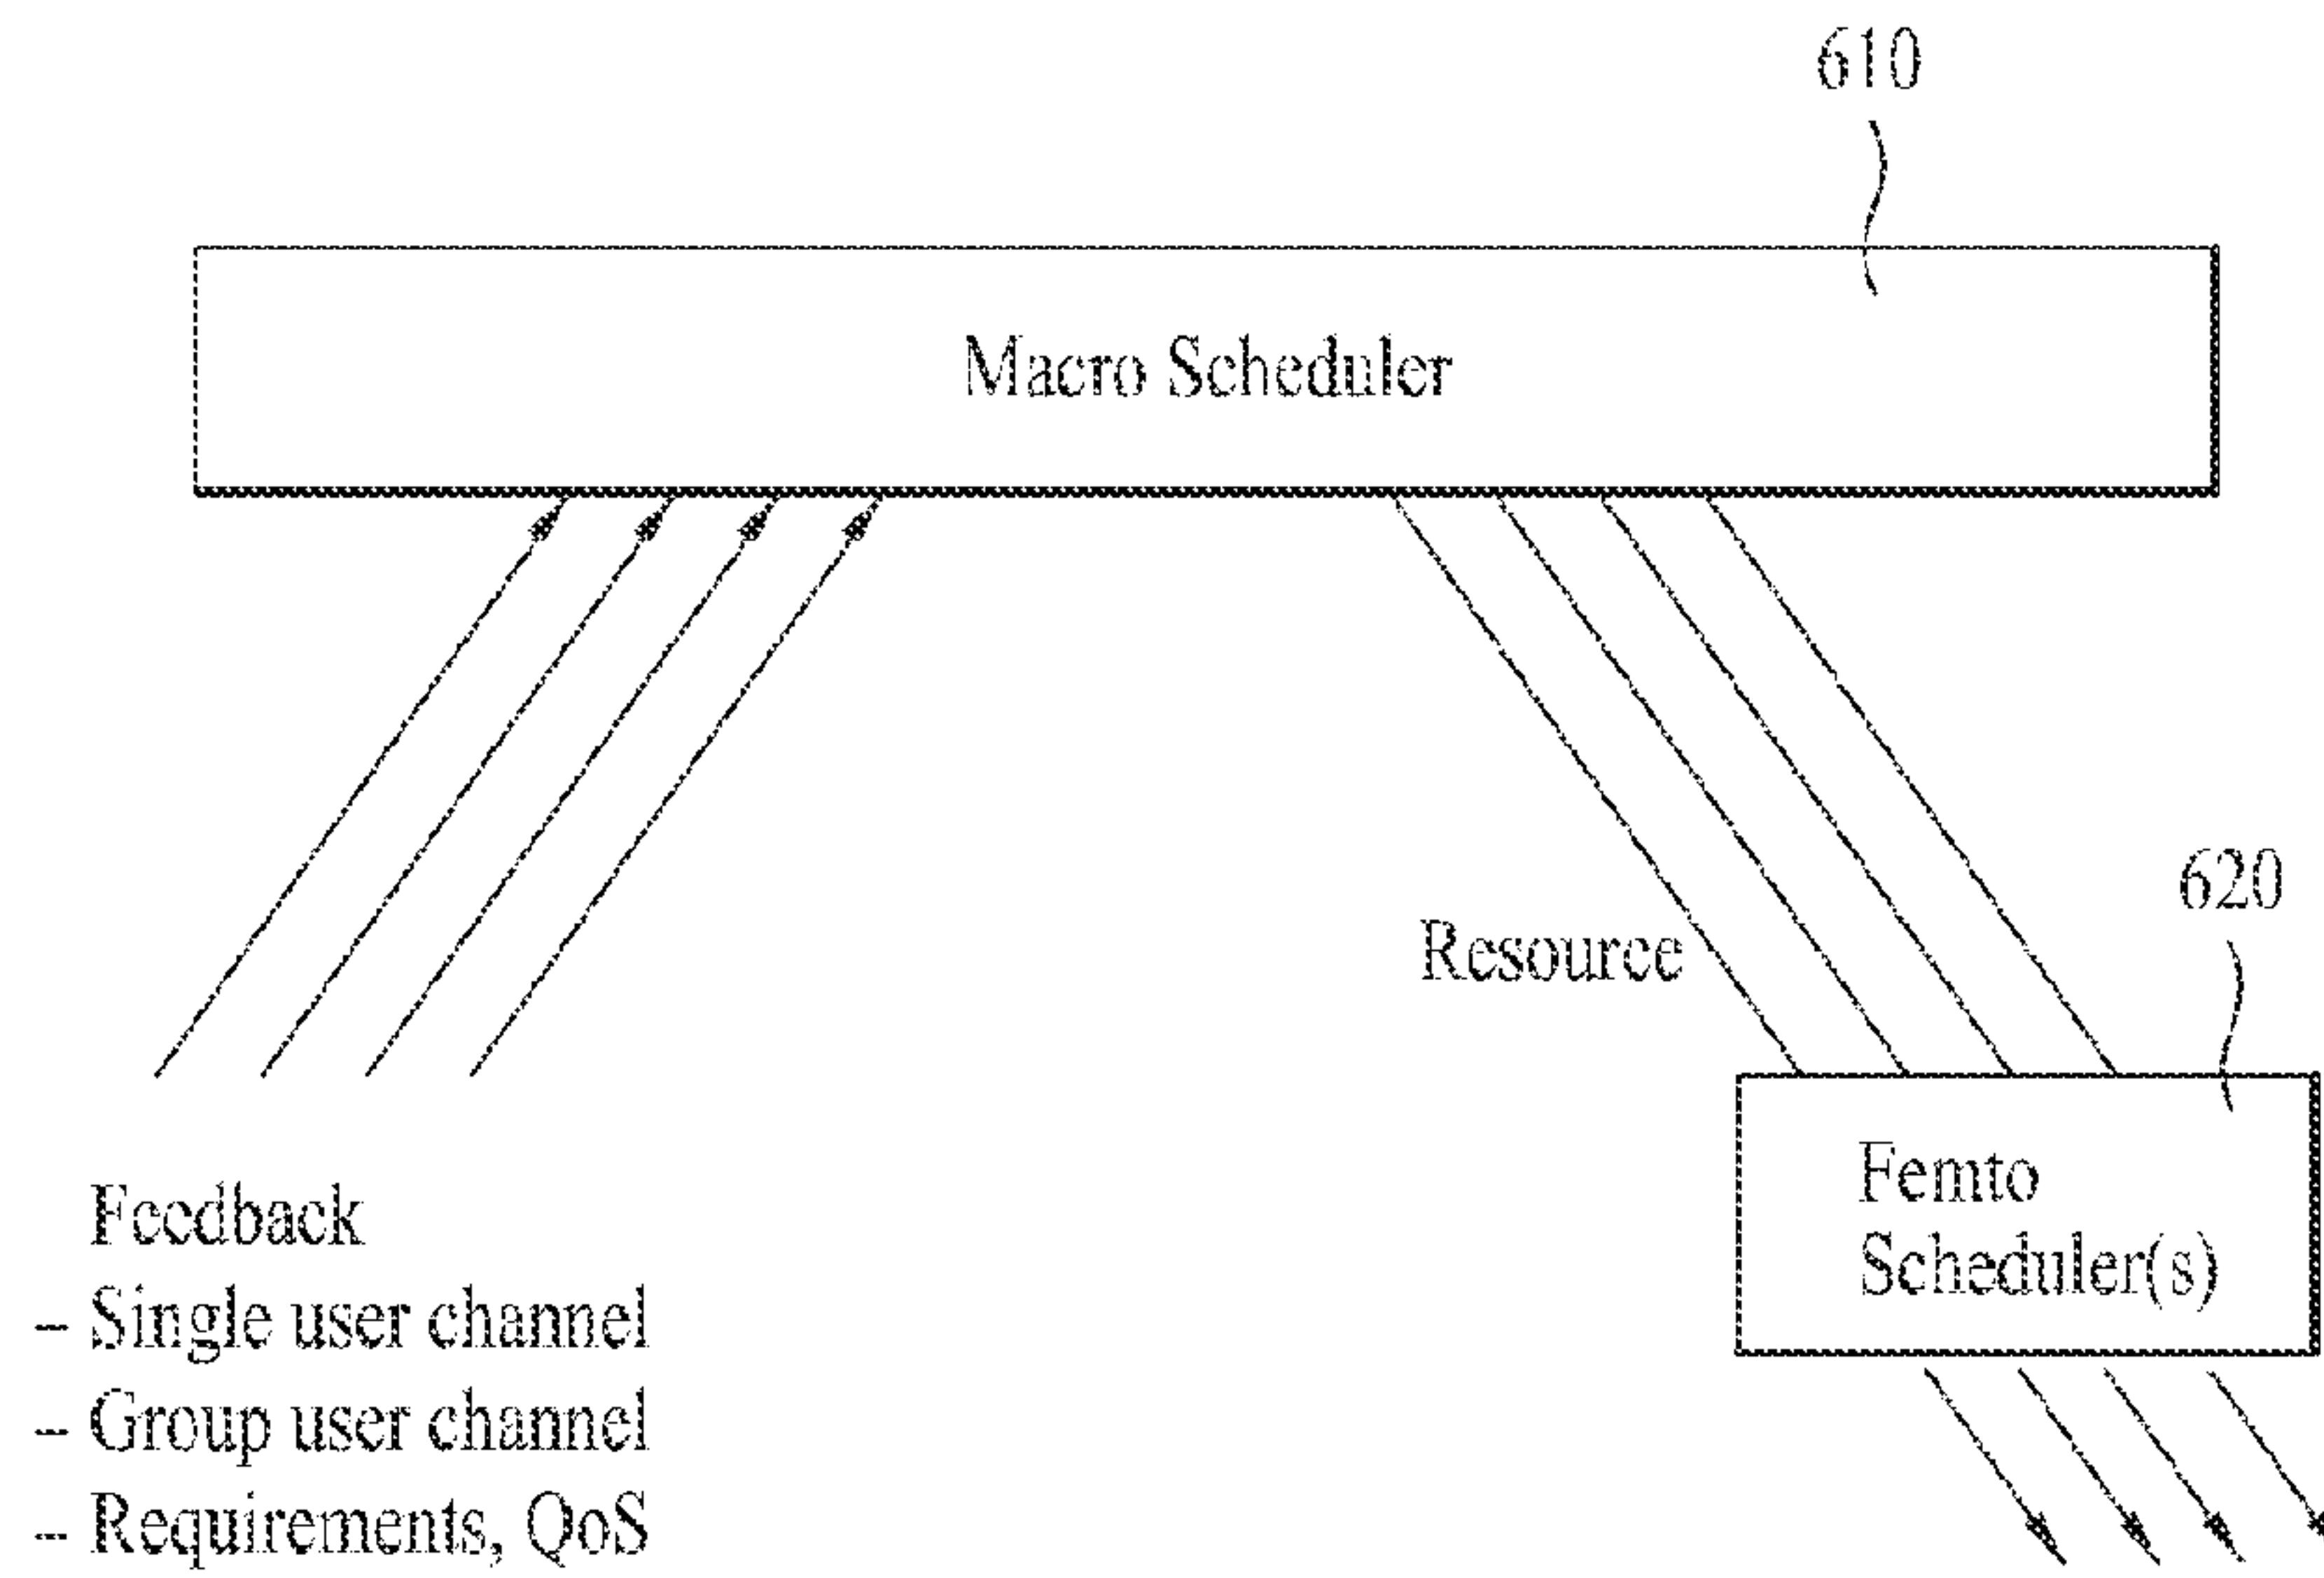 610
Macro Scheduler
Resource
620
Femto
Scheduler(s)
Feedback
– Single user channel
– Group user channel
– Requirements, QoS